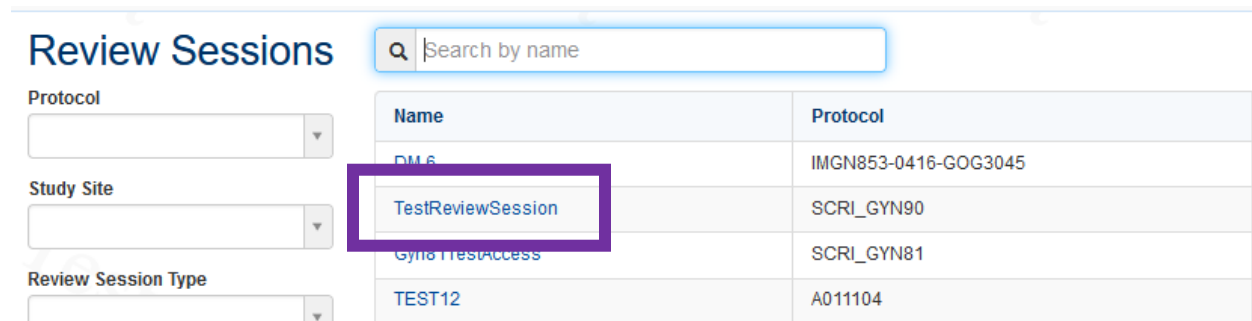 Review Sessions
Search by name
Protocol
Study Site
Review Session Type
Name Protocol
DM 6 IMGN853-0416-GOG3045
TestReviewSession SCRI_GYN90
Gyn81TestAccess SCRI_GYN81
TEST12 A011104